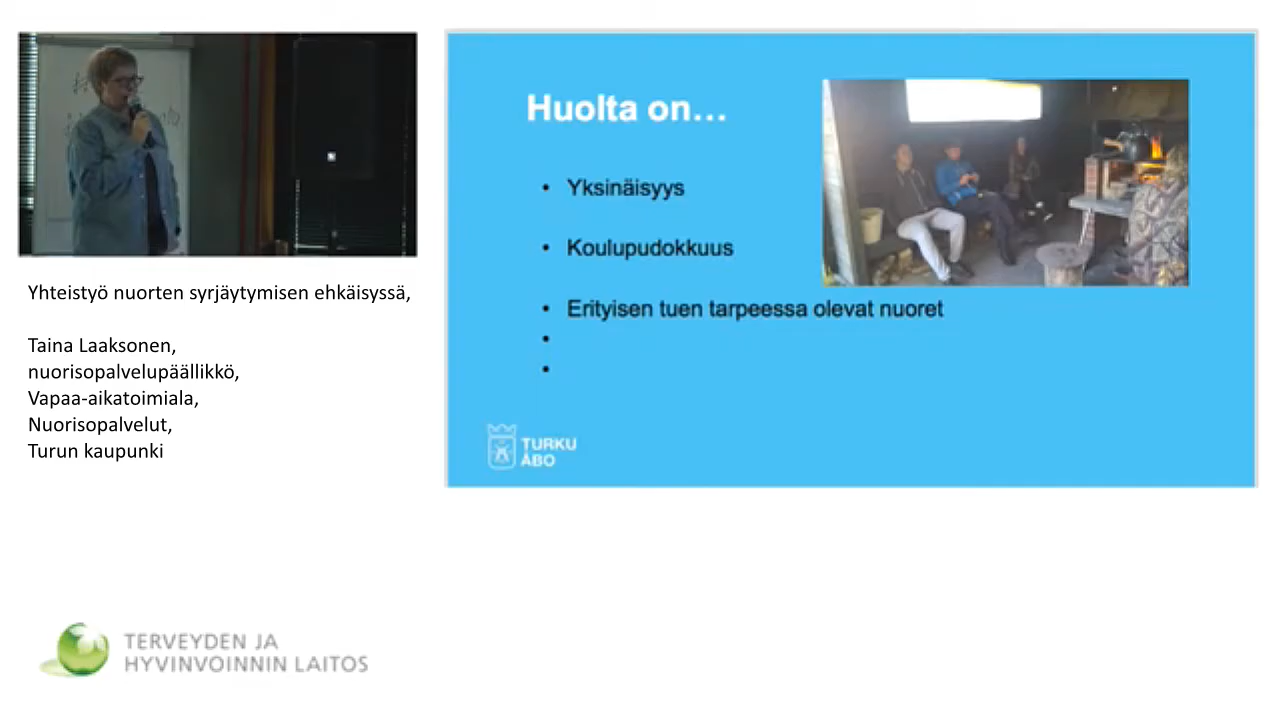 Yhteistyö nuorten syrjäytymisen ehkäisyssä,
Taina Laaksonen,
nuorisopalvelupäällikkö,
Vapaa-aikatoimiala,
Nuorisopalvelut,
Turun kaupunki
Huolta on...
• Yksinäisyys
• Koulupudokkuus
• Erityisen tuen tarpeessa olevat nuoret
•
•
TURKU
ÅBO
TERVEYDEN JA
HYVINVOINNIN LAITOS